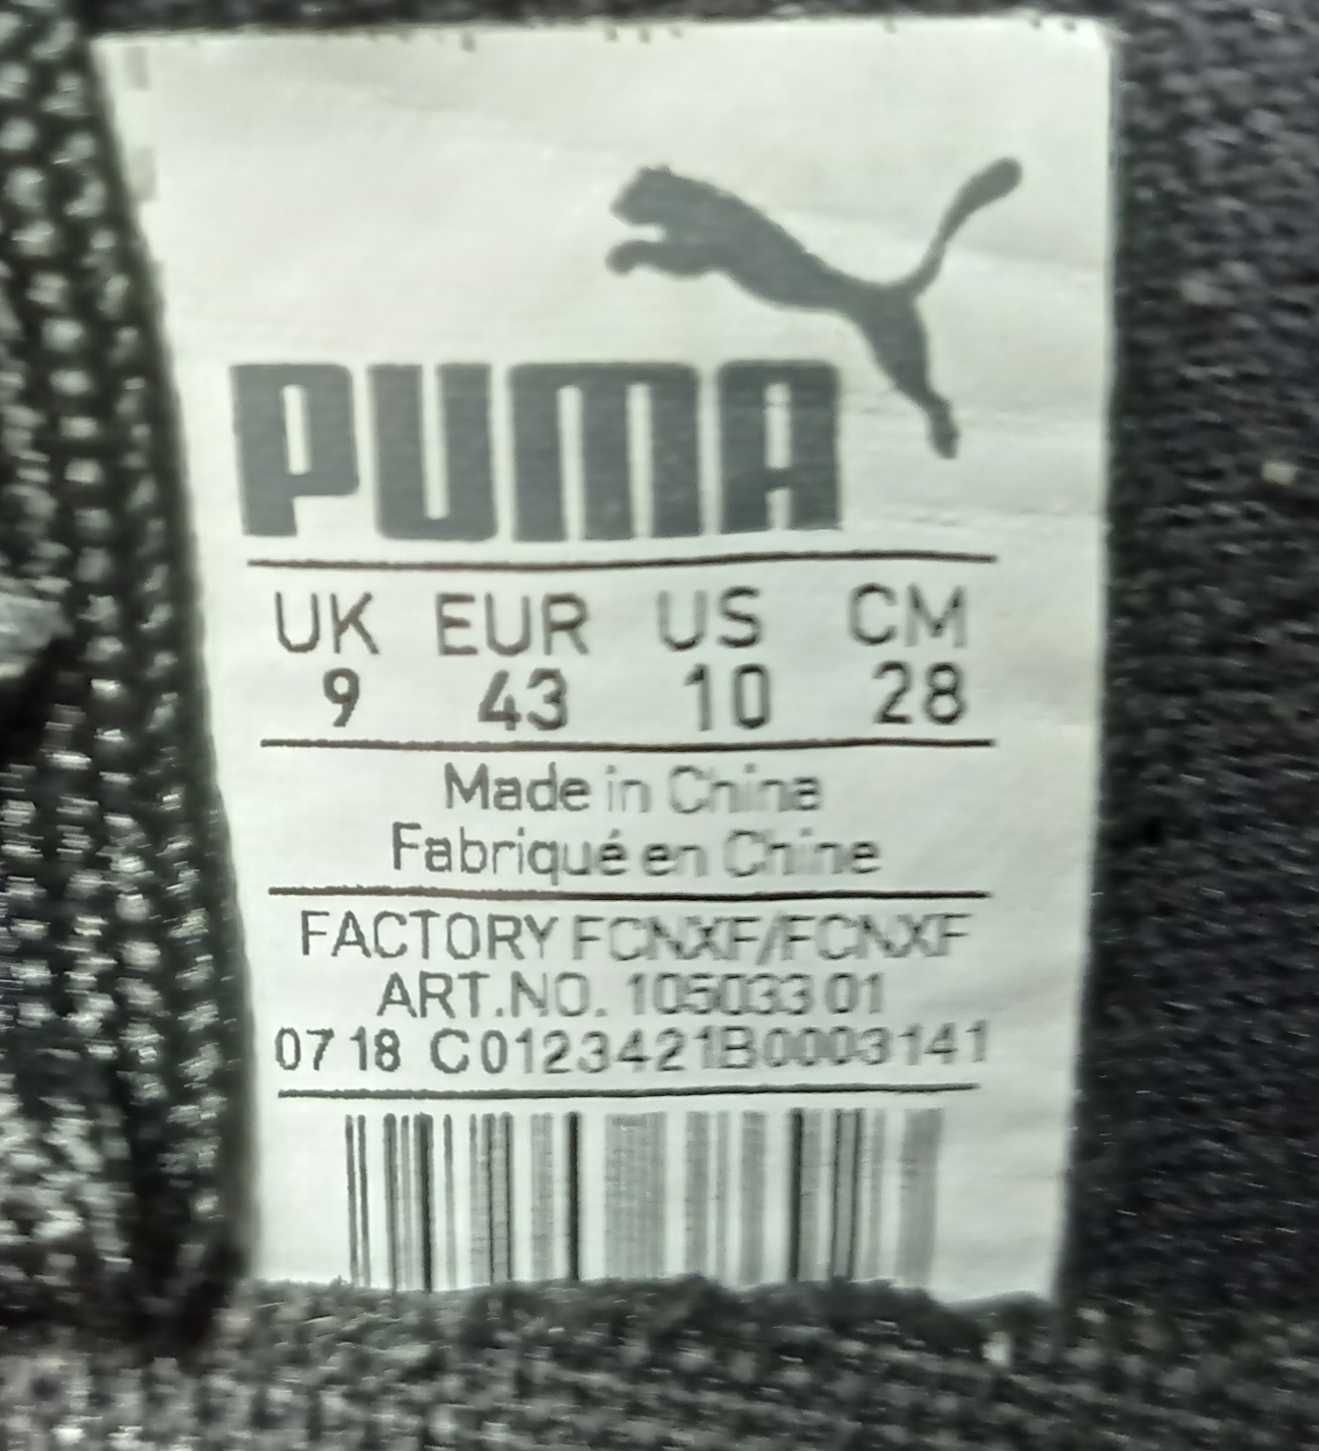 PUMA
UK EUR US CM
9 43 10 28
Made in China
Fabriqué en Chine
FACTORY FCNXF/FCNXF
ART.NO. 105033 01
07 18 C0123421B0003141